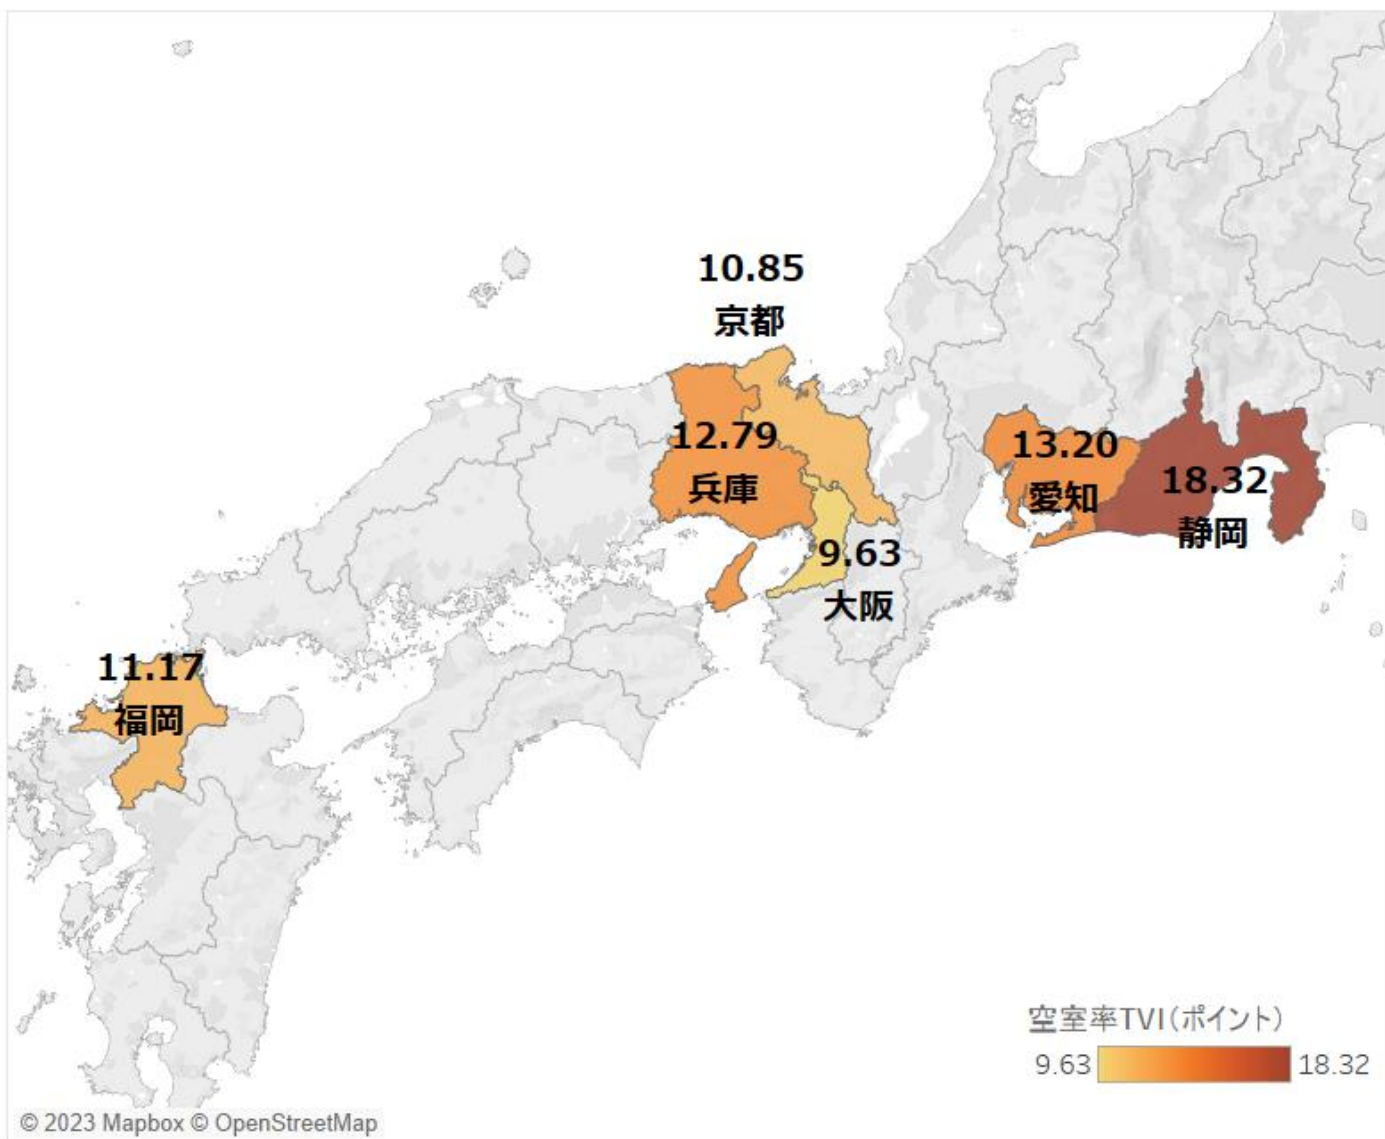 10.85
京都
12.79
兵庫
13.20
愛知
18.32
静岡
9.63
大阪
11.17
福岡
空室率TVI(ポイント)
9.63 18.32
© 2023 Mapbox © OpenStreetMap